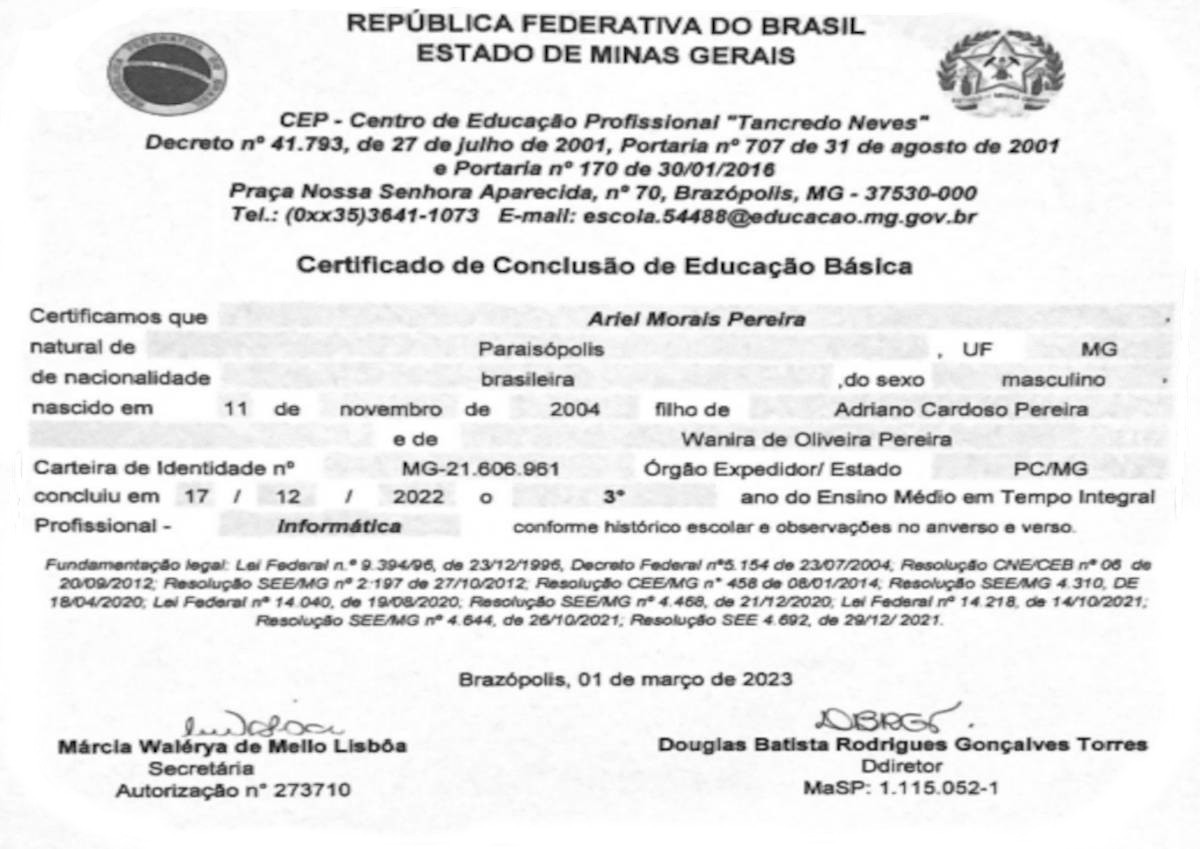 REPÚBLICA FEDERATIVA DO BRASIL
ESTADO DE MINAS GERAIS
CEP - Centro de Educação Profissional "Tancredo Neves"
Decreto nº 41.793, de 27 de julho de 2001, Portaria nº 707 de 31 de agosto de 2001
e Portaria nº 170 de 30/01/2016
Praça Nossa Senhora Aparecida, nº 70, Brazópolis, MG - 37530-000
Tel.: (0xx35)3641-1073 E-mail: escola.54488@educacao.mg.gov.br
Certificado de Conclusão de Educação Básica
Certificamos que Ariel Morais Pereira .
natural de Paraisópolis , UF MG
de nacionalidade brasileira ,do sexo masculino .
nascido em 11 de novembro de 2004 filho de Adriano Cardoso Pereira
e de Wanira de Oliveira Pereira
Carteira de Identidade nº MG-21.606.961 Órgão Expedidor/ Estado PC/MG
concluiu em 17 / 12 / 2022 o 3° ano do Ensino Médio em Tempo Integral
Profissional - Informática conforme histórico escolar e observações no anverso e verso.
Fundamentação legal: Lei Federal n.º 9.394/96, de 23/12/1996, Decreto Federal nº5.154 de 23/07/2004, Resolução CNE/CEB nº 06 de
20/09/2012; Resolução SEE/MG nº 2.197 de 27/10/2012; Resolução CEE/MG n° 458 de 08/01/2014; Resolução SEE/MG 4.310, DE
18/04/2020; Lei Federal nº 14.040, de 19/08/2020; Resolução SEE/MG nº 4.468, de 21/12/2020; Lei Federal nº 14.218, de 14/10/2021;
Resolução SEE/MG nº 4.644, de 26/10/2021; Resolução SEE 4.692, de 29/12/ 2021.
Brazópolis, 01 de março de 2023
Márcia Walérya de Mello Lisbôa
Secretária
Autorização n° 273710
Douglas Batista Rodrigues Gonçalves Torres
Ddiretor
MaSP: 1.115.052-1